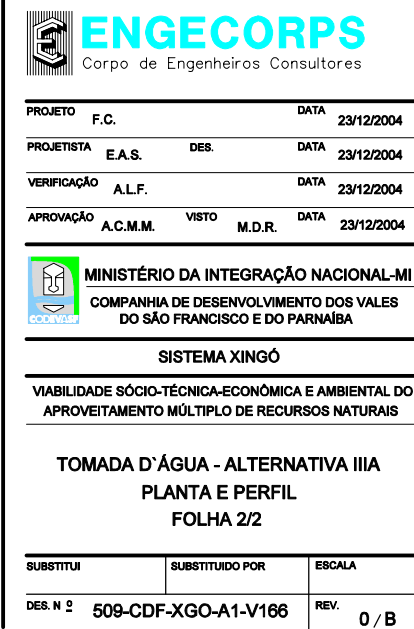 ENGECORPS
Corpo de Engenheiros Consultores
PROJETO F.C. DATA 23/12/2004
PROJETISTA E.A.S. DES. DATA 23/12/2004
VERIFICAÇÃO A.L.F. DATA 23/12/2004
APROVAÇÃO A.C.M.M. VISTO M.D.R. DATA 23/12/2004
MINISTÉRIO DA INTEGRAÇÃO NACIONAL-MI
COMPANHIA DE DESENVOLVIMENTO DOS VALES
DO SÃO FRANCISCO E DO PARNAÍBA
CODEVASF
SISTEMA XINGÓ
VIABILIDADE SÓCIO-TÉCNICA-ECONÔMICA E AMBIENTAL DO
APROVEITAMENTO MÚLTIPLO DE RECURSOS NATURAIS
TOMADA D`ÁGUA - ALTERNATIVA IIIA
PLANTA E PERFIL
FOLHA 2/2
SUBSTITUI SUBSTITUIDO POR ESCALA
DES. N º 509-CDF-XGO-A1-V166 REV. 0 / B